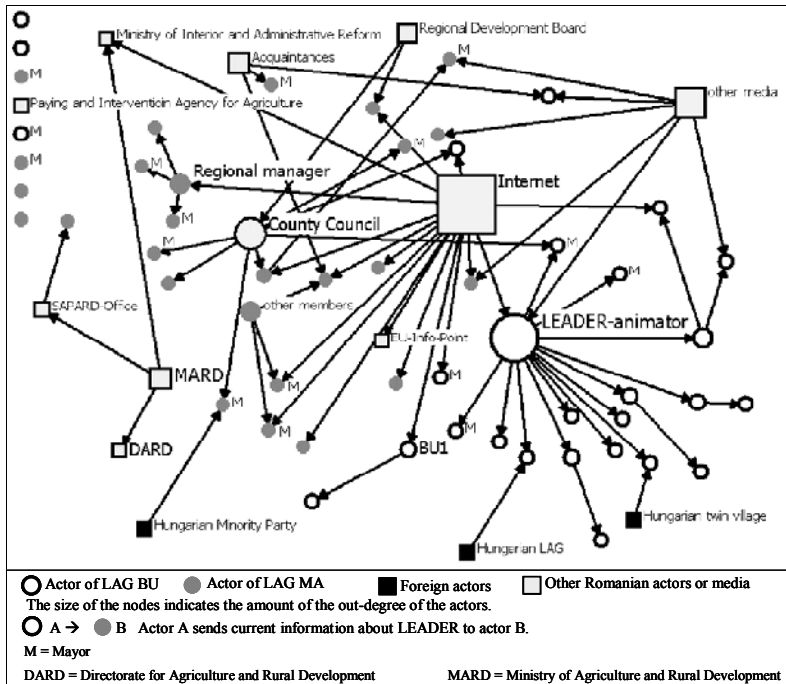 Ministry of Interior and Administrative Reform
Regional Development Board
Acquaintances
M
M
M
other media
Paying and Interventicin Agency for Agriculture
M
M
M
M
Regional manager
Internet
M
County Council
M
M
M
other members
SAPARD-Office
LEADER-animator
EU-Info-Point
MARD
M
M
M
M
M
DARD
BU1
Hungarian Minority Party
Hungarian twin village
Hungarian LAG
Actor of LAG BU
Actor of LAG MA
Foreign actors
Other Romanian actors or media
The size of the nodes indicates the amount of the out-degree of the actors.
A → B Actor A sends current information about LEADER to actor B.
M = Mayor
DARD = Directorate for Agriculture and Rural Development
MARD = Ministry of Agriculture and Rural Development